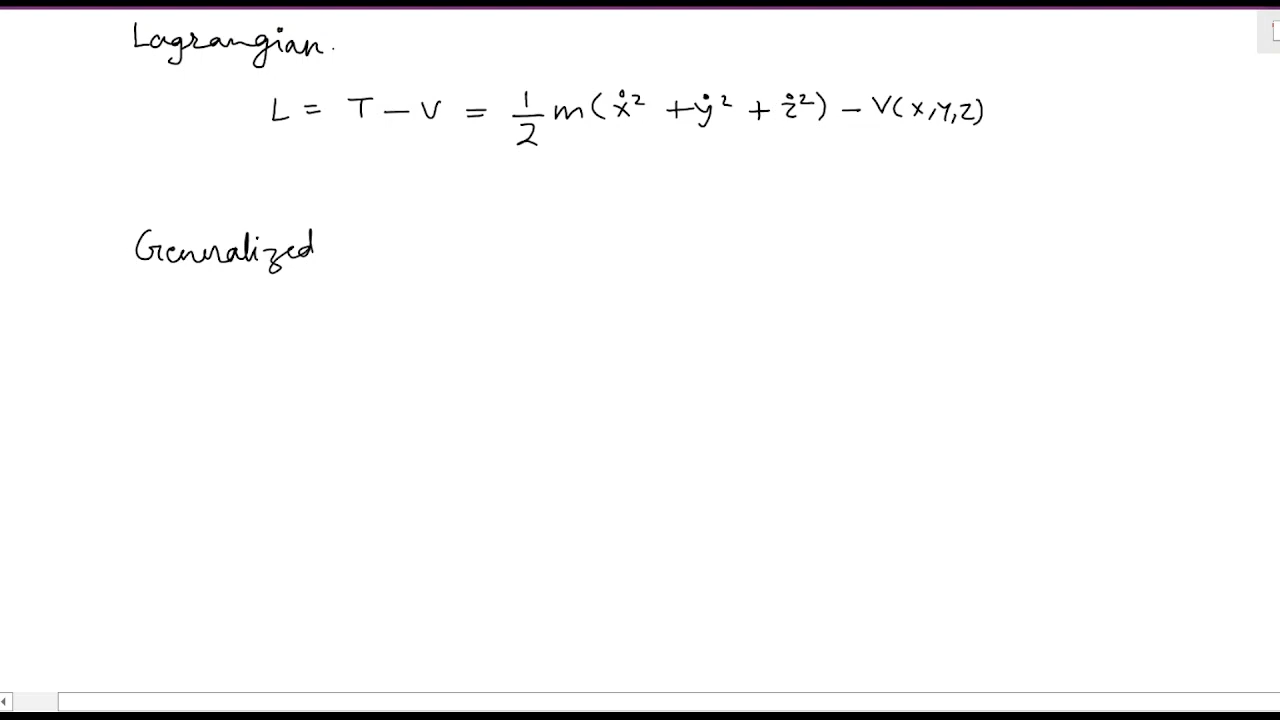 Lagrangian.
L = T - V = 1/2 m(ẋ² + ẏ² + ż²) - V(x,y,z)
Generalized